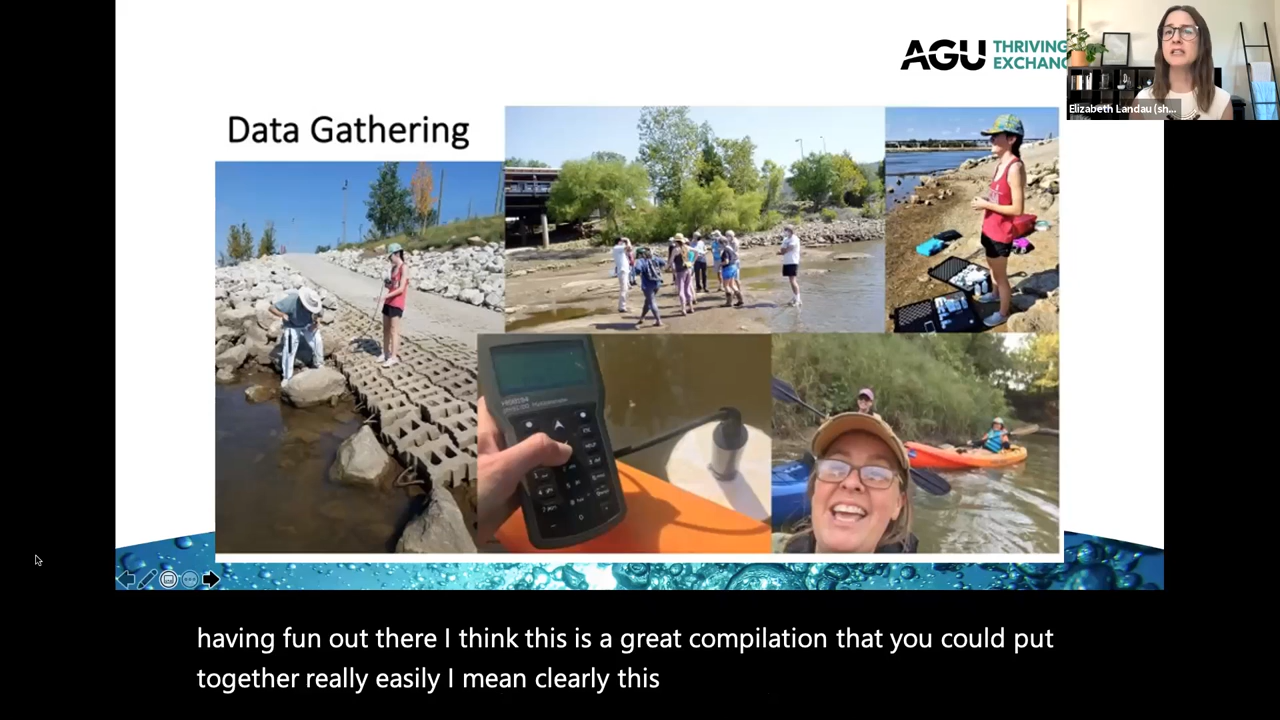 AGU THRIVING
EXCHANG
Elizabeth Landau (sh...
Data Gathering
HELP
having fun out there I think this is a great compilation that you could put
together really easily I mean clearly this